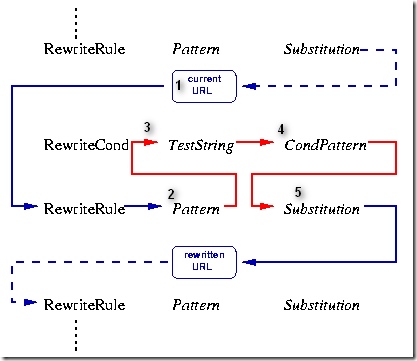 RewriteRule Pattern Substitution
1 current
URL
3 4
RewriteCond TestString CondPattern
2 5
RewriteRule Pattern Substitution
rewritten
URL
RewriteRule Pattern Substitution